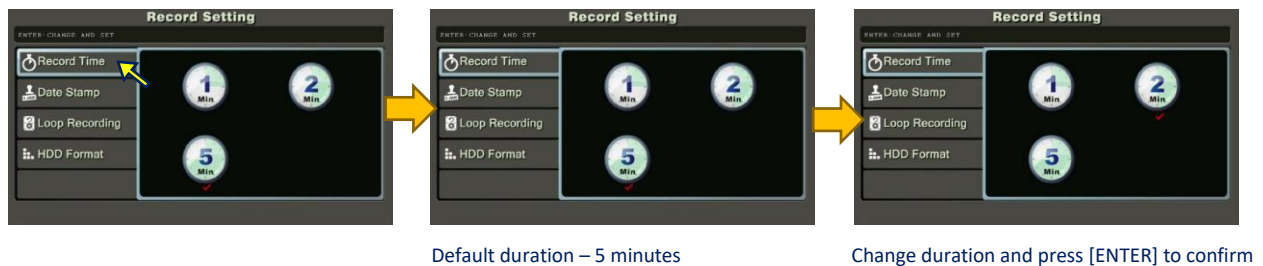 Record Setting
ENTER:CHANGE AND SET
Record Time
Date Stamp
Loop Recording
HDD Format
1
Min
2
Min
5
Min
Record Setting
ENTER:CHANGE AND SET
Record Time
Date Stamp
Loop Recording
HDD Format
1
Min
2
Min
5
Min
Default duration – 5 minutes
Record Setting
ENTER:CHANGE AND SET
Record Time
Date Stamp
Loop Recording
HDD Format
1
Min
2
Min
5
Min
Change duration and press [ENTER] to confirm